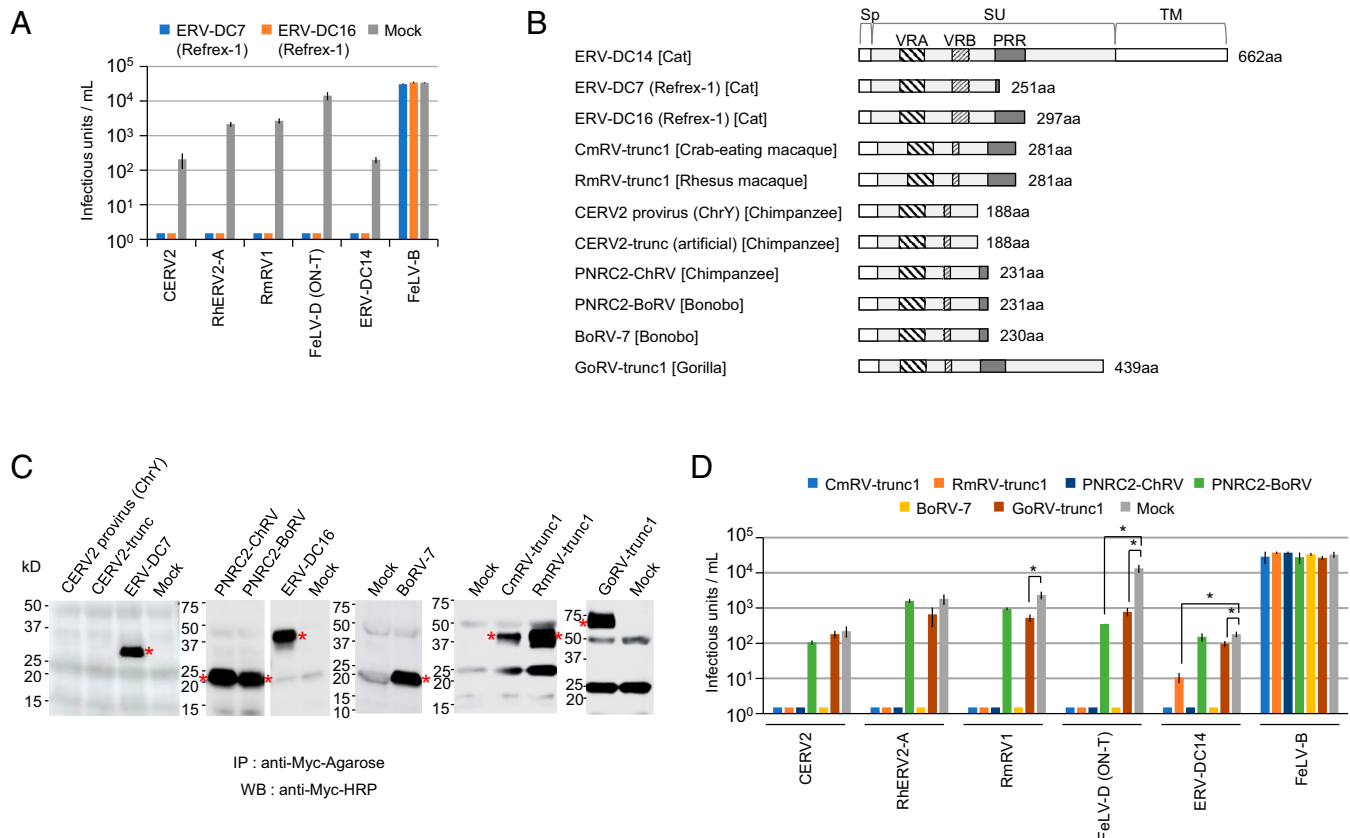 A
ERV-DC7 (Refrex-1)
ERV-DC16 (Refrex-1)
Mock
Infectious units / mL
10^5
10^4
10^3
10^2
10^1
10^0
CERV2
RhERV2-A
RmRV1
FeLV-D (ON-T)
ERV-DC14
FeLV-B
B
Sp SU TM
VRA VRB PRR
ERV-DC14 [Cat] 662aa
ERV-DC7 (Refrex-1) [Cat] 251aa
ERV-DC16 (Refrex-1) [Cat] 297aa
CmRV-trunc1 [Crab-eating macaque] 281aa
RmRV-trunc1 [Rhesus macaque] 281aa
CERV2 provirus (ChrY) [Chimpanzee] 188aa
CERV2-trunc (artificial) [Chimpanzee] 188aa
PNRC2-ChRV [Chimpanzee] 231aa
PNRC2-BoRV [Bonobo] 231aa
BoRV-7 [Bonobo] 230aa
GoRV-trunc1 [Gorilla] 439aa
C
kD
CERV2 provirus (ChrY)
CERV2-trunc
ERV-DC7
Mock
50
37
25
20
15
*
PNRC2-ChRV
PNRC2-BoRV
ERV-DC16
Mock
50
37
25
20
15
* * *
Mock
BoRV-7
50
37
25
20
15
10
*
Mock
CmRV-trunc1
RmRV-trunc1
75
50
37
25
20
15
* *
GoRV-trunc1
Mock
75
50
37
25
20
*
IP : anti-Myc-Agarose
WB : anti-Myc-HRP
D
CmRV-trunc1 RmRV-trunc1 PNRC2-ChRV PNRC2-BoRV
BoRV-7 GoRV-trunc1 Mock
Infectious units / mL
10^5
10^4
10^3
10^2
10^1
10^0
*
*
*
*
*
CERV2
RhERV2-A
RmRV1
FeLV-D (ON-T)
ERV-DC14
FeLV-B